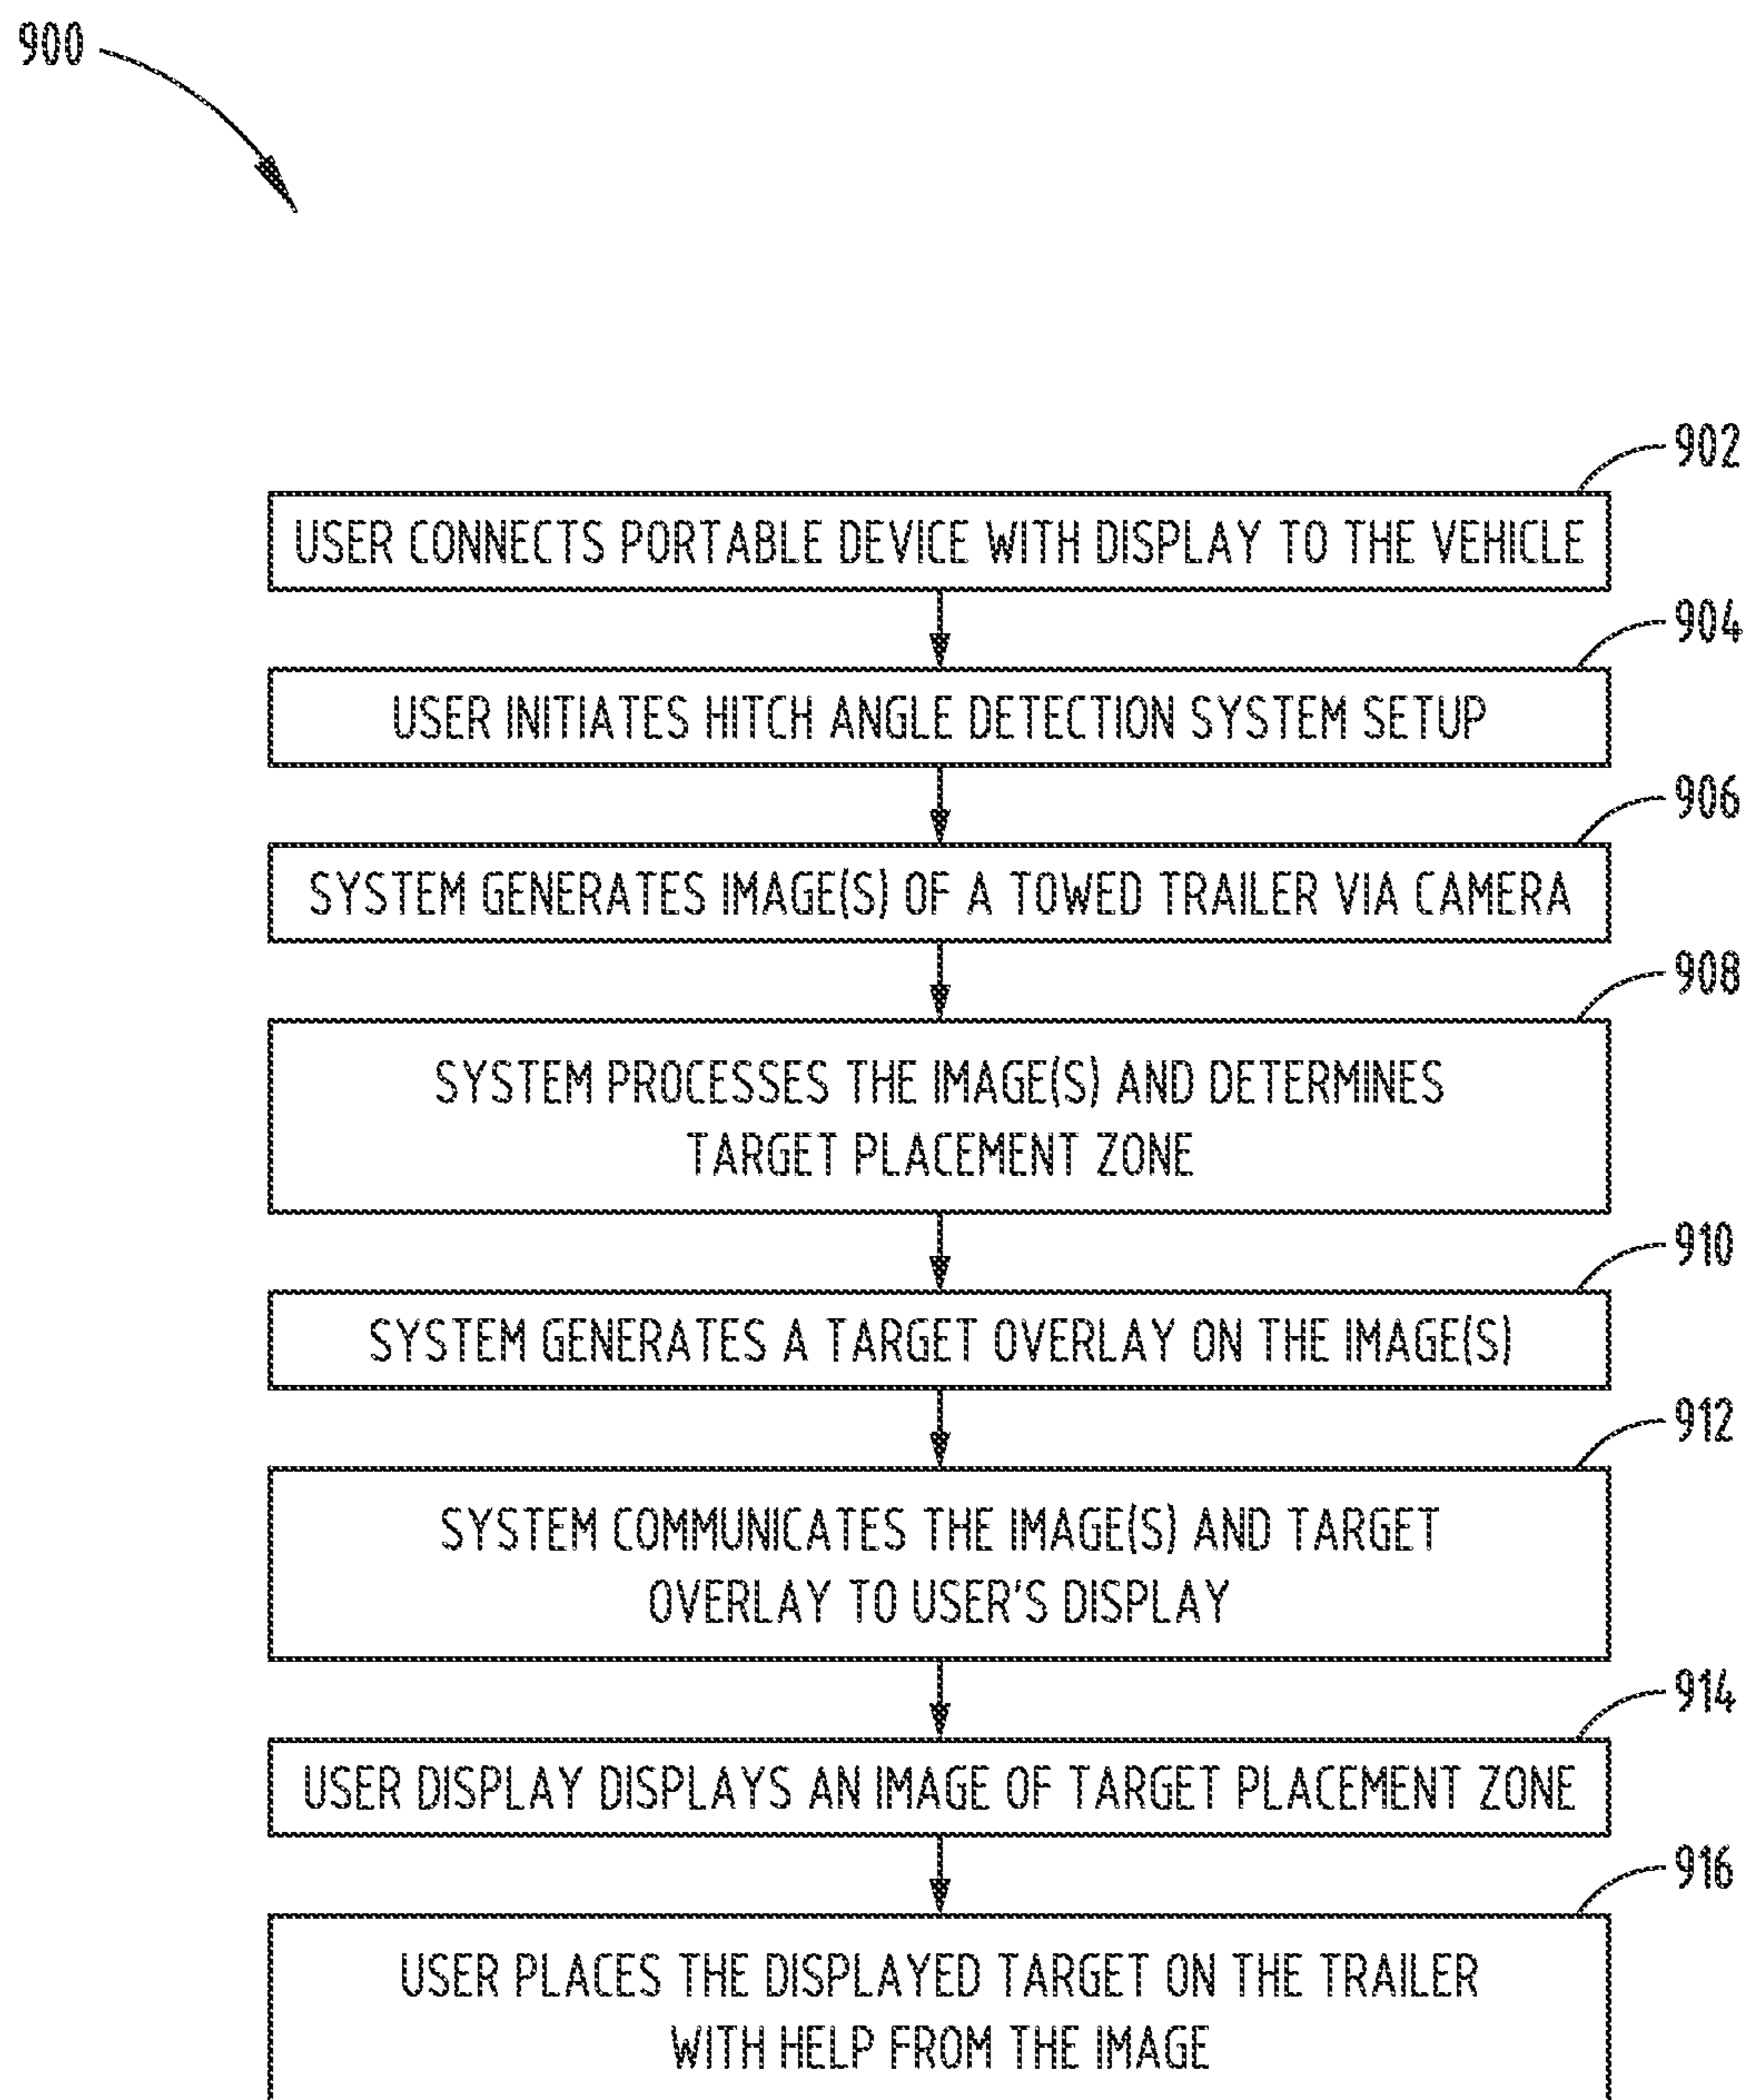 900
902
USER CONNECTS PORTABLE DEVICE WITH DISPLAY TO THE VEHICLE
904
USER INITIATES HITCH ANGLE DETECTION SYSTEM SETUP
906
SYSTEM GENERATES IMAGE(S) OF A TOWED TRAILER VIA CAMERA
908
SYSTEM PROCESSES THE IMAGE(S) AND DETERMINES
TARGET PLACEMENT ZONE
910
SYSTEM GENERATES A TARGET OVERLAY ON THE IMAGE(S)
912
SYSTEM COMMUNICATES THE IMAGE(S) AND TARGET
OVERLAY TO USER'S DISPLAY
914
USER DISPLAY DISPLAYS AN IMAGE OF TARGET PLACEMENT ZONE
916
USER PLACES THE DISPLAYED TARGET ON THE TRAILER
WITH HELP FROM THE IMAGE